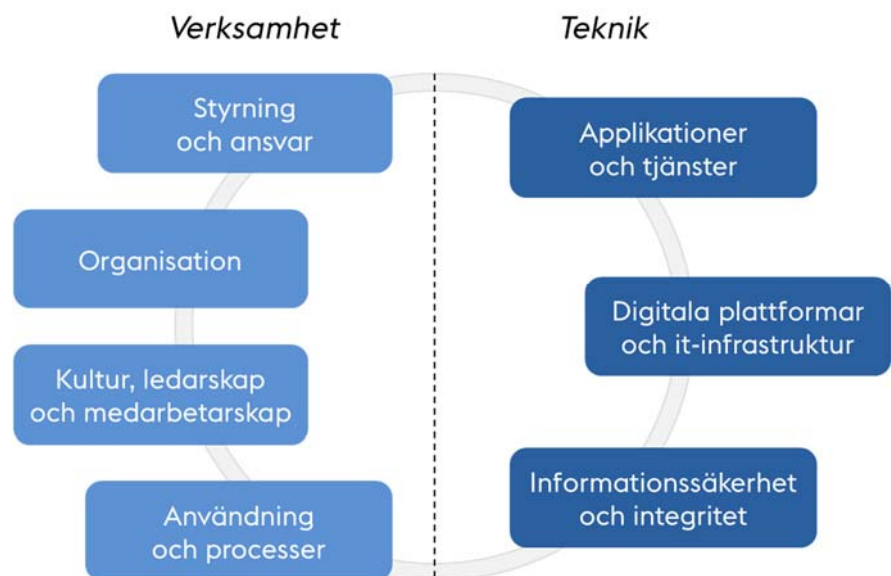 Verksamhet
Teknik
Styrning
och ansvar
Organisation
Kultur, ledarskap
och medarbetarskap
Användning
och processer
Applikationer
och tjänster
Digitala plattformar
och it-infrastruktur
Informationssäkerhet
och integritet